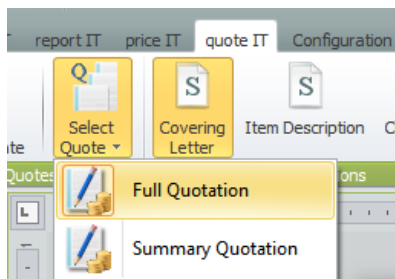 report IT price IT quote IT Configuration
Q
S
S
Select Quote
Covering Letter
Item Description
Full Quotation
Summary Quotation